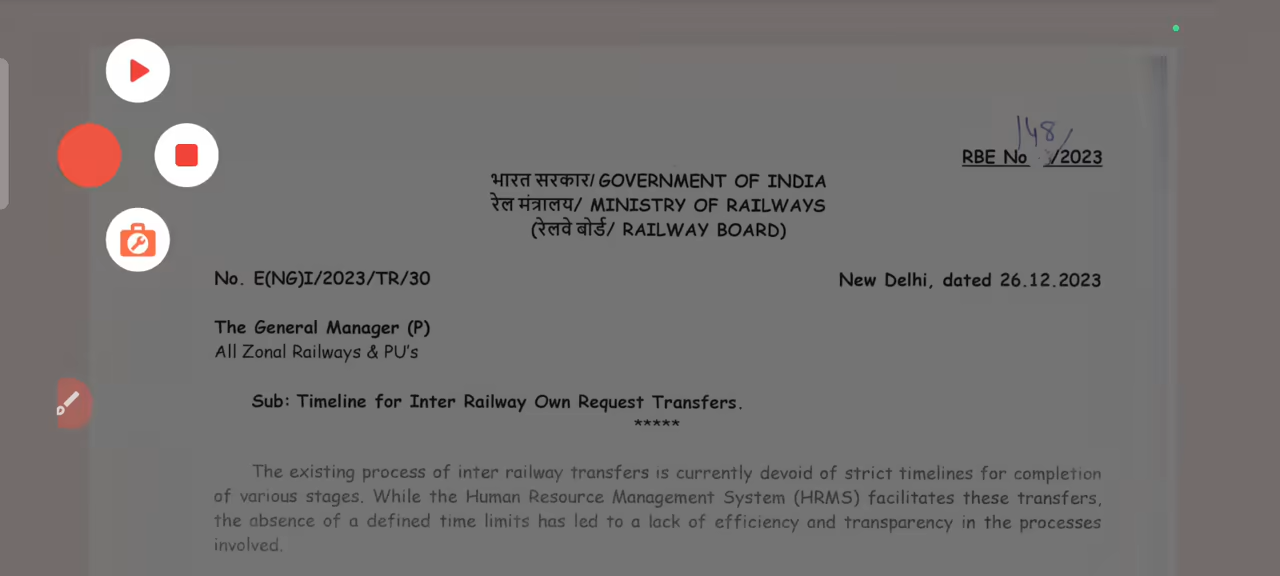 148/
RBE No /2023
भारत सरकार/ GOVERNMENT OF INDIA
रेल मंत्रालय/ MINISTRY OF RAILWAYS
(रेलवे बोर्ड/ RAILWAY BOARD)
No. E(NG)I/2023/TR/30
New Delhi, dated 26.12.2023
The General Manager (P)
All Zonal Railways & PU's
Sub: Timeline for Inter Railway Own Request Transfers.
*****
The existing process of inter railway transfers is currently devoid of strict timelines for completion
of various stages. While the Human Resource Management System (HRMS) facilitates these transfers,
the absence of a defined time limits has led to a lack of efficiency and transparency in the processes
involved.